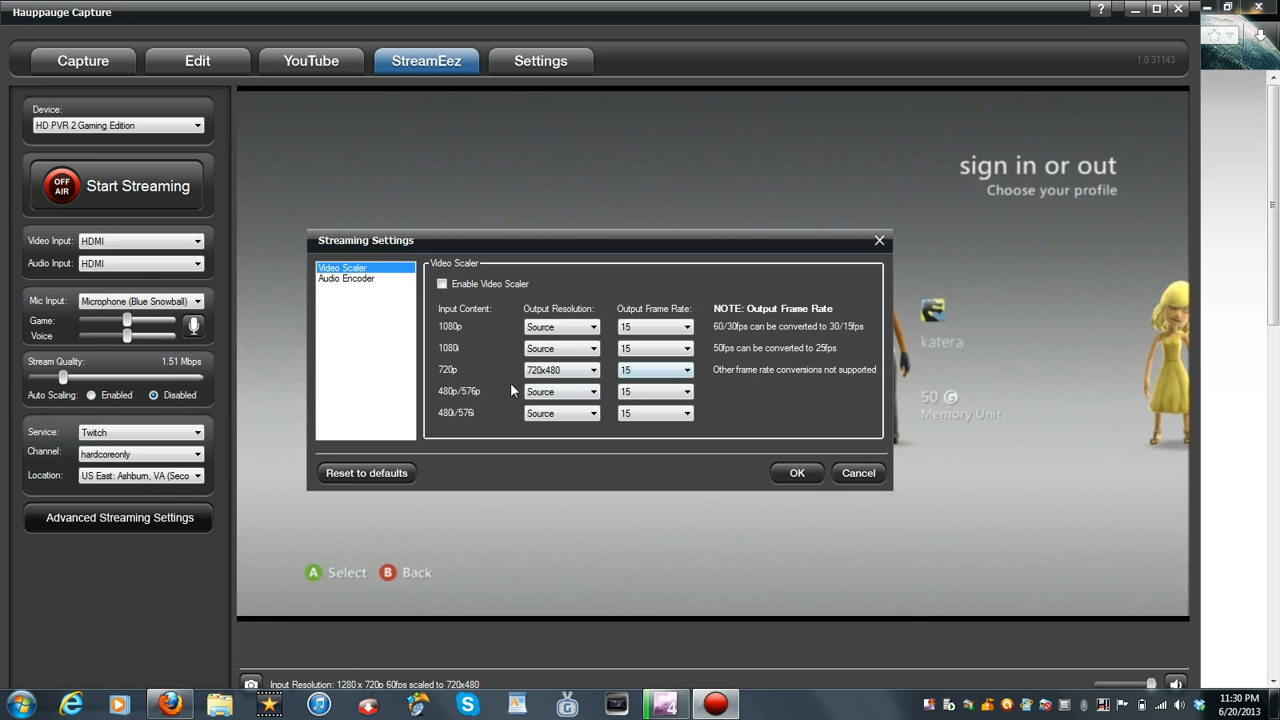 Hauppauge Capture
Capture
Edit
YouTube
StreamEez
Settings
1.0.31143
Device:
HD PVR 2 Gaming Edition
OFF AIR
Start Streaming
Video Input: HDMI
Audio Input: HDMI
Mic Input: Microphone (Blue Snowball)
Game:
Voice
Stream Quality: 1.51 Mbps
Auto Scaling: Enabled Disabled
Service: Twitch
Channel: hardcoreonly
Location: US East: Ashburn, VA (Seco
Advanced Streaming Settings
sign in or out
Choose your profile
katera
50 G
Memory Unit
A Select B Back
Streaming Settings
Video Scaler
Audio Encoder
Video Scaler
Enable Video Scaler
Input Content: Output Resolution: Output Frame Rate: NOTE: Output Frame Rate
1080p Source 15 60/30fps can be converted to 30/15fps
1080i Source 15 50fps can be converted to 25fps
720p 720x480 15 Other frame rate conversions not supported
480p/576p Source 15
480i/576i Source 15
Reset to defaults
OK
Cancel
Input Resolution: 1280 x 720p 60fps scaled to 720x480
11:30 PM
6/20/2013